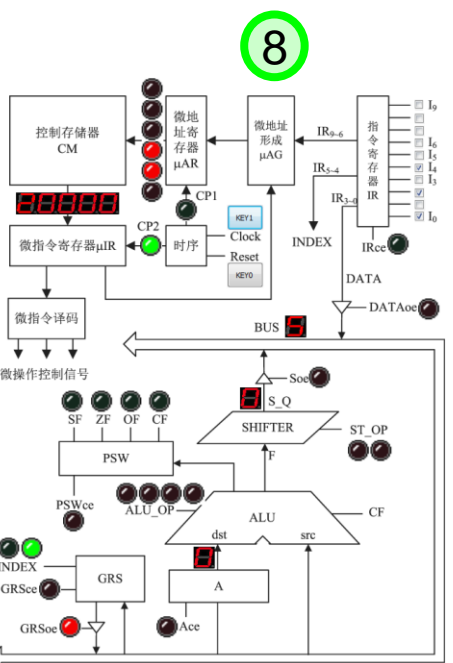 8
控制存储器
CM
微地
址寄
存器
μAR
微地址
形成
μAG
指
令
寄
存
器
IR
IR9~6
IR5~4
IR3~0
I9
I6
I5
I4
I3
I0
20000
CP1
CP2
微指令寄存器μIR
时序
KEY1
Clock
Reset
KEY0
INDEX
IRce
DATA
DATAoe
微指令译码
微操作控制信号
BUS
5
Soe
S_Q
0
SHIFTER
ST_OP
SF
ZF
OF
CF
PSW
PSWce
F
ALU_OP
ALU
CF
dst
src
0
INDEX
GRS
GRSce
A
GRSoe
Ace